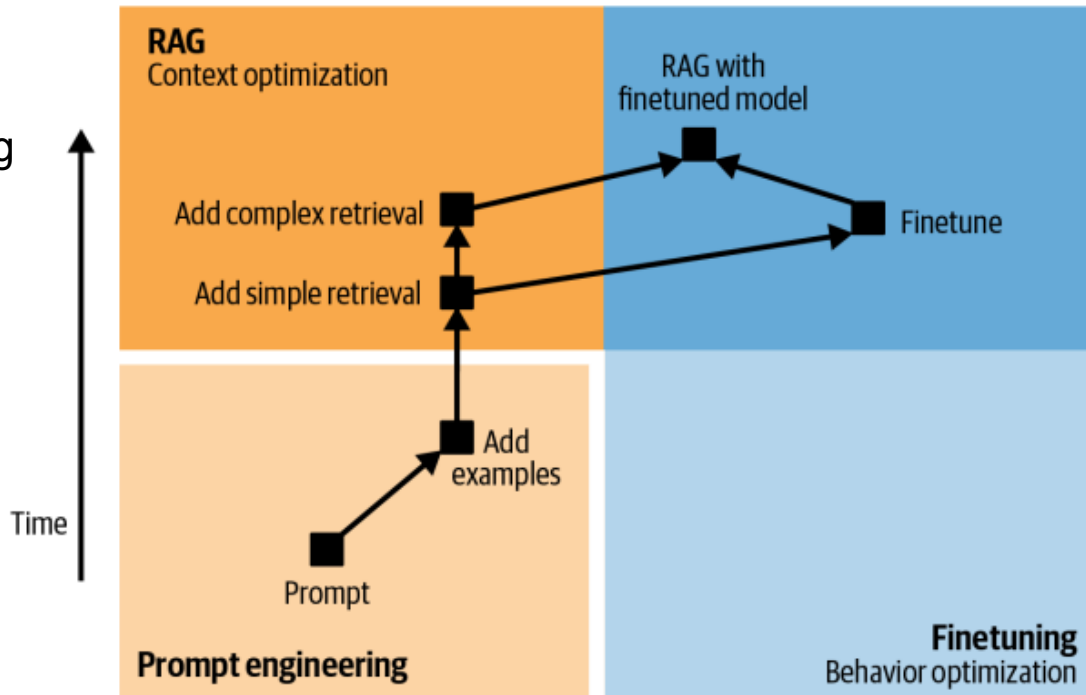 RAG
Context optimization
RAG with
finetuned model
g
Add complex retrieval
Finetune
Add simple retrieval
Add
examples
Time
Prompt
Prompt engineering
Finetuning
Behavior optimization